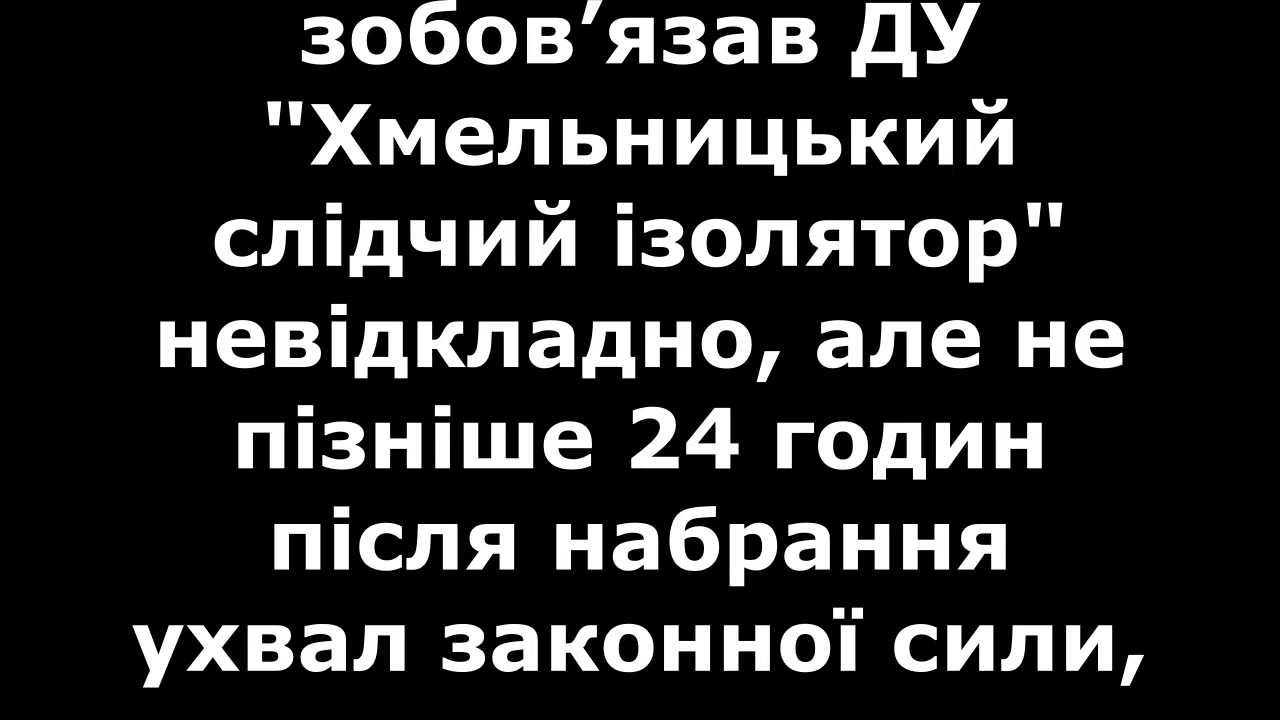 зобов’язав ДУ
"Хмельницький
слідчий ізолятор"
невідкладно, але не
пізніше 24 годин
після набрання
ухвал законної сили,